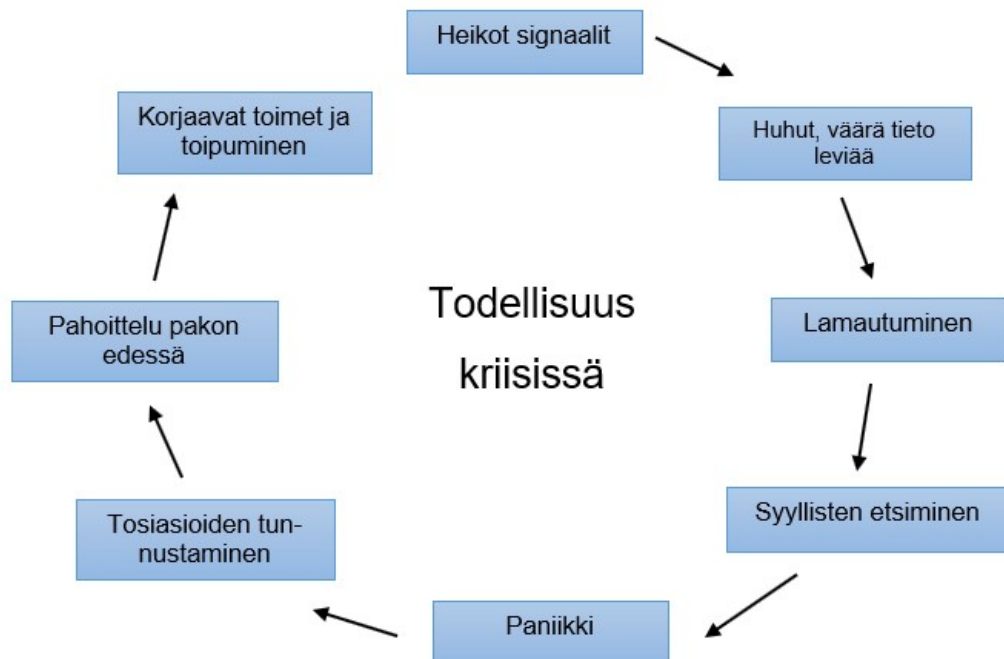 Heikot signaalit
Huhut, väärä tieto
leviää
Lamautuminen
Syyllisten etsiminen
Paniikki
Tosiasioiden tun-
nustaminen
Pahoittelu pakon
edessä
Korjaavat toimet ja
toipuminen
Todellisuus
kriisissä